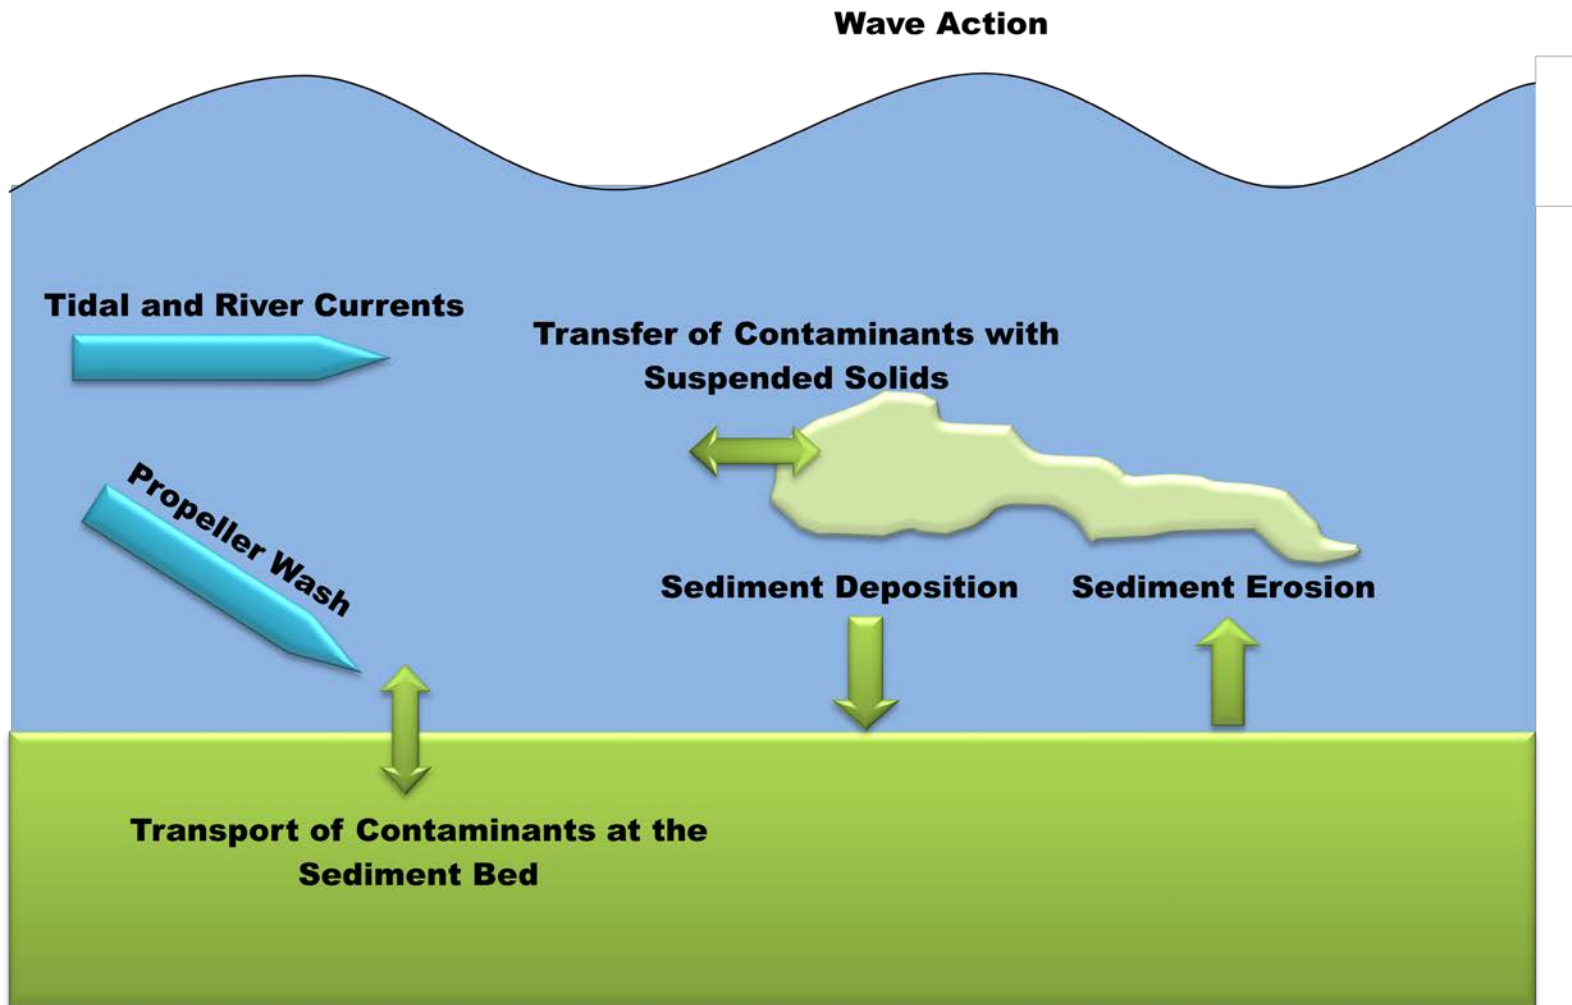 Wave Action
Tidal and River Currents
Transfer of Contaminants with
Suspended Solids
Propeller Wash
Sediment Deposition
Sediment Erosion
Transport of Contaminants at the
Sediment Bed